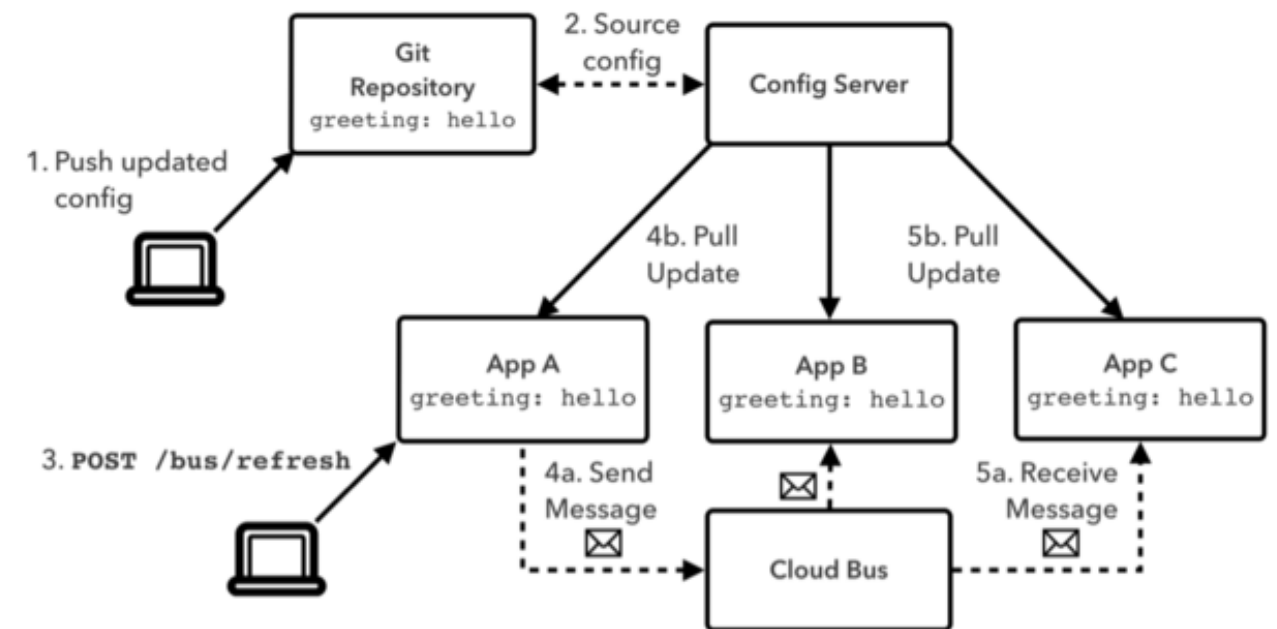 Git
Repository
greeting: hello
2. Source
config
Config Server
1. Push updated
config
4b. Pull
Update
5b. Pull
Update
App A
greeting: hello
App B
greeting: hello
App C
greeting: hello
3. POST /bus/refresh
4a. Send
Message
5a. Receive
Message
Cloud Bus